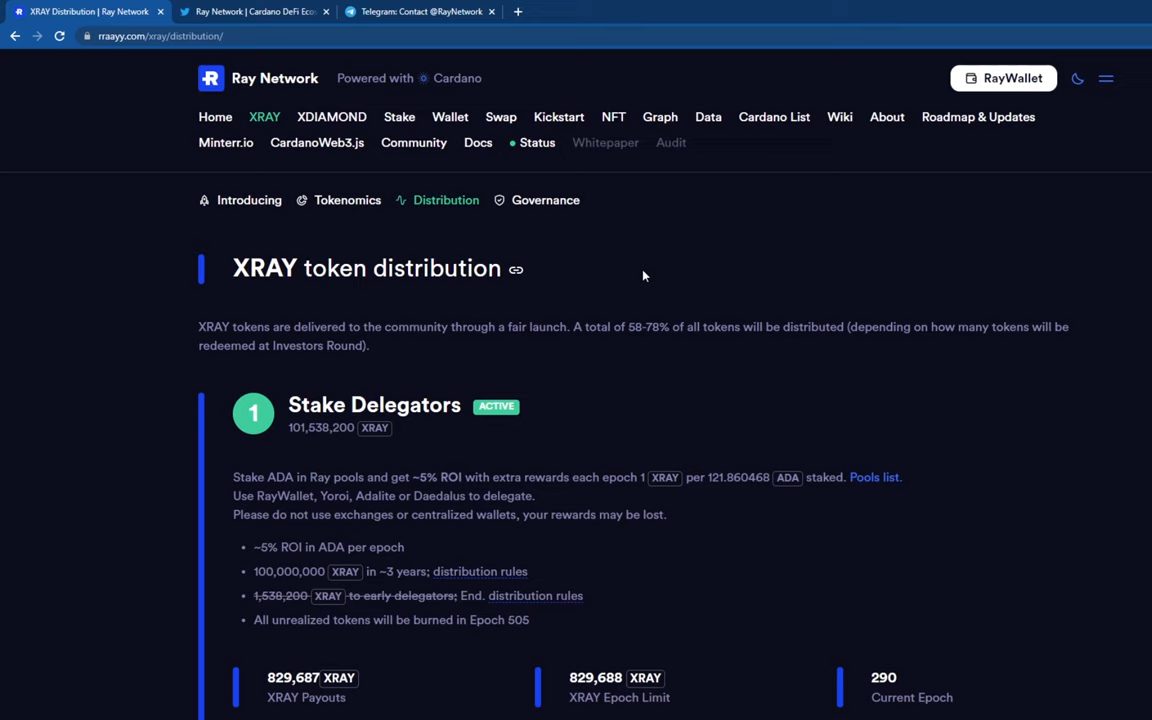 XRAY Distribution | Ray Network
Ray Network | Cardano DeFi Eco
Telegram: Contact @RayNetwork
rraayy.com/xray/distribution/
Ray Network
Powered with Cardano
RayWallet
Home XRAY XDIAMOND Stake Wallet Swap Kickstart NFT Graph Data Cardano List Wiki About Roadmap & Updates
Minterr.io CardanoWeb3.js Community Docs Status Whitepaper Audit
Introducing Tokenomics Distribution Governance
XRAY token distribution
XRAY tokens are delivered to the community through a fair launch. A total of 58-78% of all tokens will be distributed (depending on how many tokens will be
redeemed at Investors Round).
1
Stake Delegators ACTIVE
101,538,200 XRAY
Stake ADA in Ray pools and get ~5% ROI with extra rewards each epoch 1 XRAY per 121.860468 ADA staked. Pools list.
Use RayWallet, Yoroi, Adalite or Daedalus to delegate.
Please do not use exchanges or centralized wallets, your rewards may be lost.
• ~5% ROI in ADA per epoch
• 100,000,000 XRAY in ~3 years; distribution rules
• 1,538,200 XRAY to early delegators; End. distribution rules
• All unrealized tokens will be burned in Epoch 505
829,687 XRAY
XRAY Payouts
829,688 XRAY
XRAY Epoch Limit
290
Current Epoch